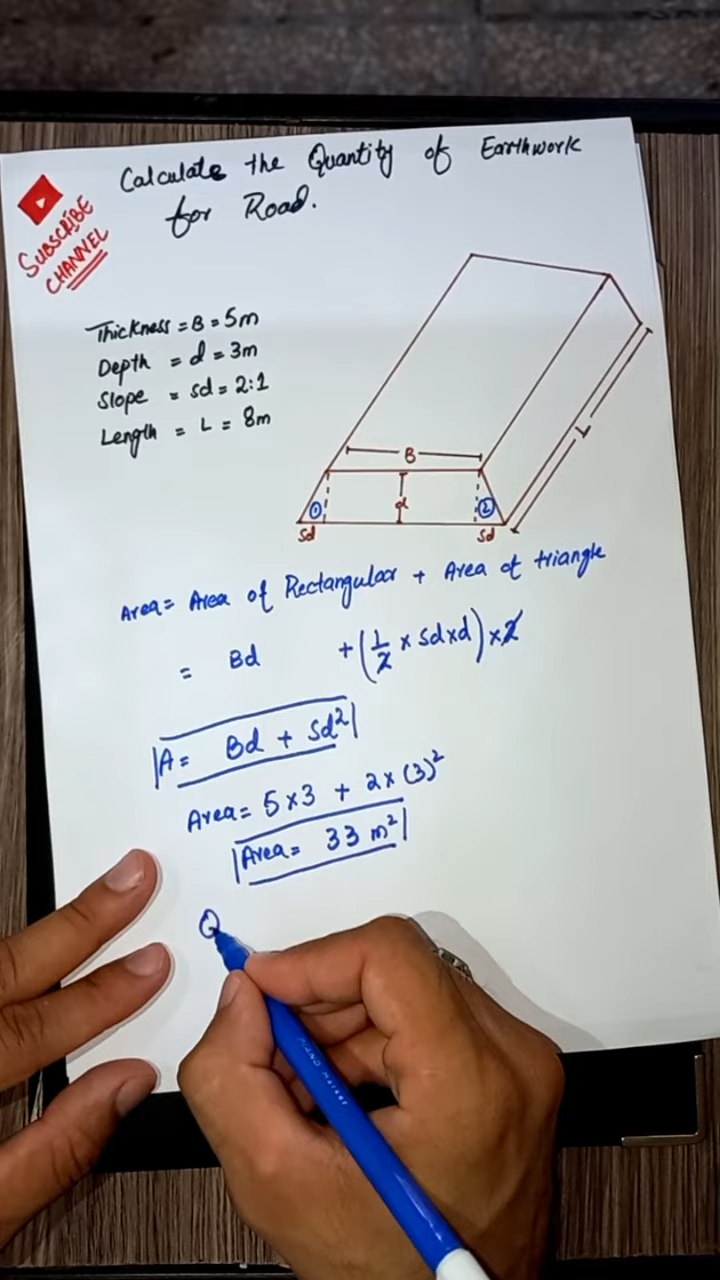 Calculate the Quantity of Earthwork
for Road.
SUBSCRIBE
CHANNEL
Thickness = B = 5m
Depth = d = 3m
Slope = sd = 2:1
Length = L = 8m
B
L
d
① ②
Sd Sd
Area = Area of Rectangular + Area of triangle
= Bd + (1/2 × Sd×d) ×2
A = Bd + Sd²
Area = 5×3 + 2×(3)²
Area = 33 m²
Q
PIANO MARKER